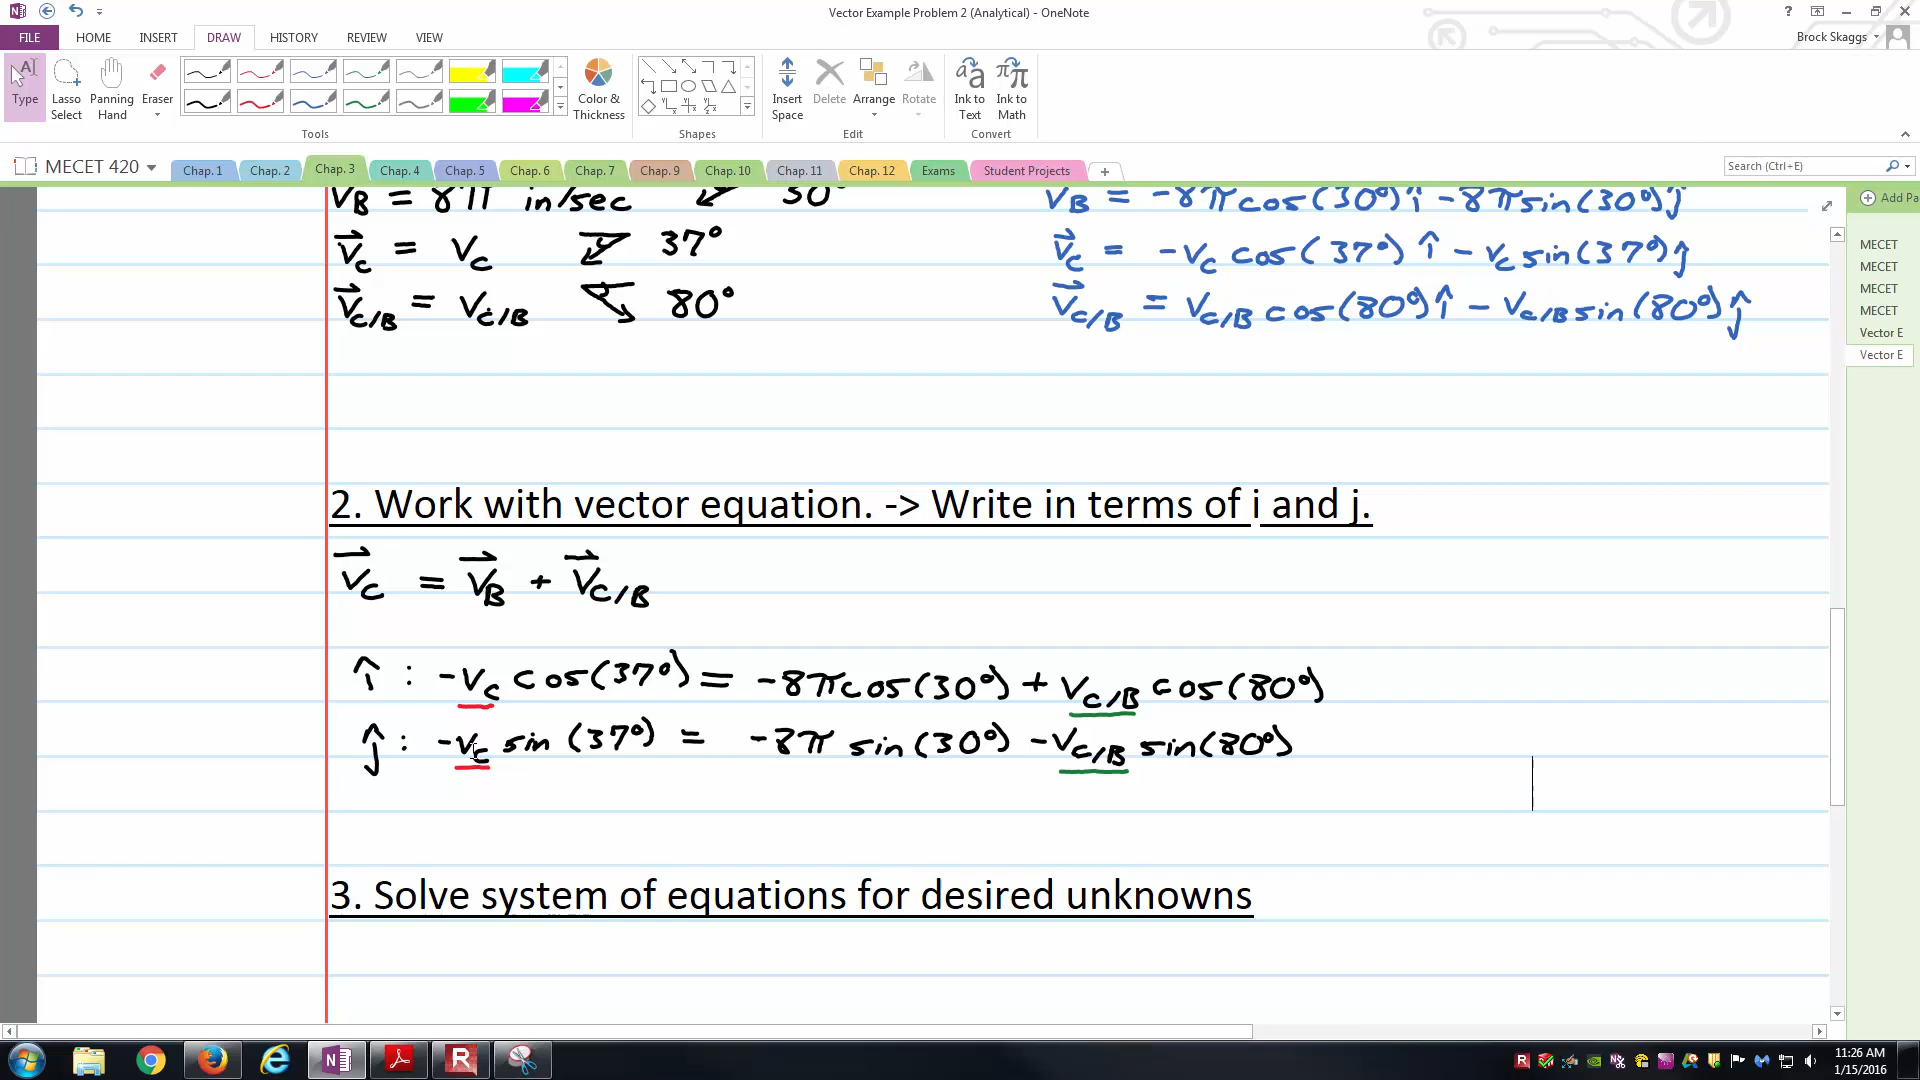 Vector Example Problem 2 (Analytical) - OneNote
FILE HOME INSERT DRAW HISTORY REVIEW VIEW
Brock Skaggs
Type
Lasso Select
Panning Hand
Eraser
Color & Thickness
Insert Space
Delete
Arrange
Rotate
Ink to Text
Ink to Math
Tools
Shapes
Edit
Convert
MECET 420
Chap. 1 Chap. 2 Chap. 3 Chap. 4 Chap. 5 Chap. 6 Chap. 7 Chap. 9 Chap. 10 Chap. 11 Chap. 12 Exams Student Projects
Search (Ctrl+E)
Add Pa
MECET
MECET
MECET
MECET
Vector E
Vector E
VB = 8π in/sec 30°
VB = -8πcos(30°)î -8πsin(30°)ĵ
Vc = Vc 37°
Vc = -Vc cos(37°)î - Vc sin(37°)ĵ
Vc/B = Vc/B 80°
Vc/B = Vc/B cos(80°)î - Vc/B sin(80°)ĵ
2. Work with vector equation. -> Write in terms of i and j.
Vc = VB + Vc/B
î : -Vc cos(37°) = -8πcos(30°) + Vc/B cos(80°)
ĵ : -Vc sin (37°) = -8π sin(30°) -Vc/B sin(80°)
3. Solve system of equations for desired unknowns
11:26 AM
1/15/2016